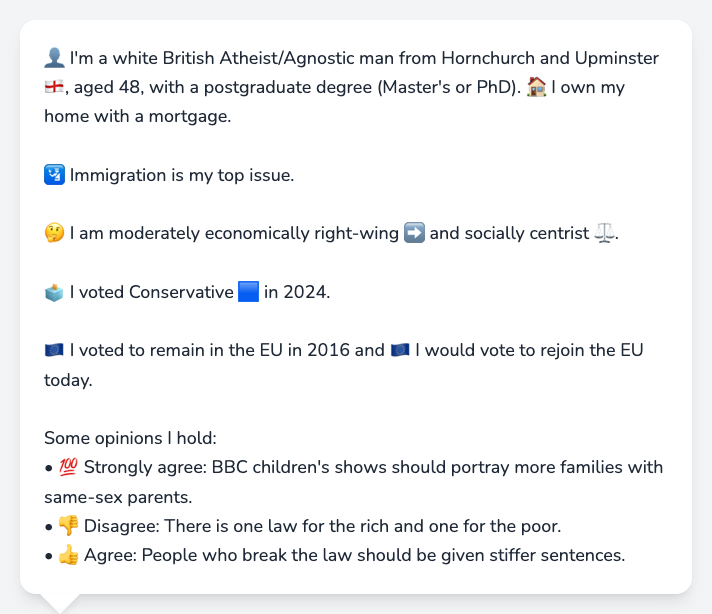 👤 I'm a white British Atheist/Agnostic man from Hornchurch and Upminster
🏴󠁧󠁢󠁥󠁮󠁧󠁿, aged 48, with a postgraduate degree (Master's or PhD). 🏠 I own my
home with a mortgage.
🛂 Immigration is my top issue.
🤔 I am moderately economically right-wing ➡️ and socially centrist ⚖️.
🗳️ I voted Conservative 🟦 in 2024.
🇪🇺 I voted to remain in the EU in 2016 and 🇪🇺 I would vote to rejoin the EU
today.
Some opinions I hold:
• 💯 Strongly agree: BBC children's shows should portray more families with
same-sex parents.
• 👎 Disagree: There is one law for the rich and one for the poor.
• 👍 Agree: People who break the law should be given stiffer sentences.